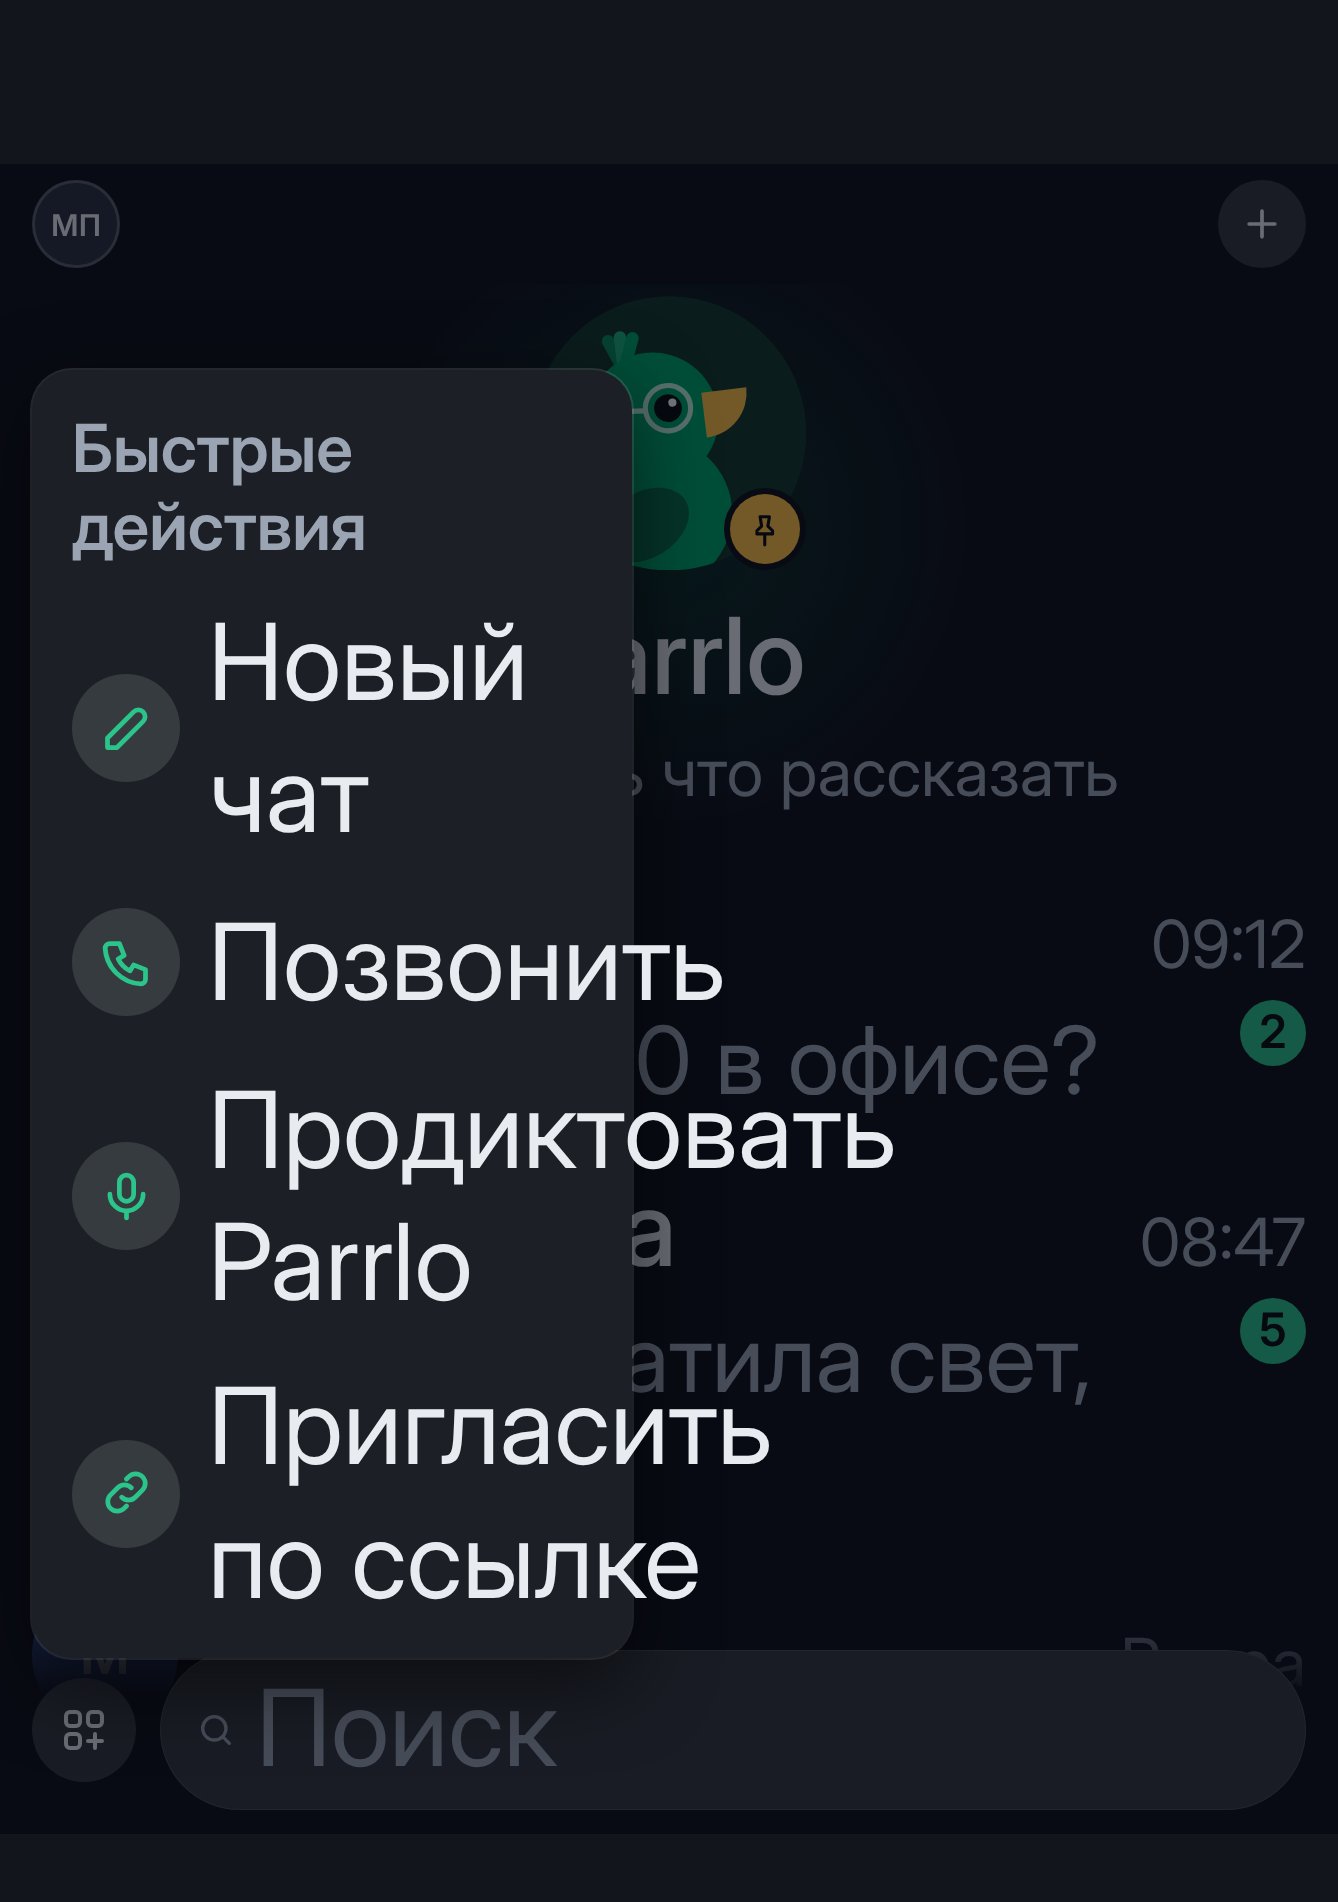 МП
Быстрые
действия
Новый
чат
arrlo
что рассказать
Позвонить
09:12
0 в офисе?
2
Продиктовать
Parrlo
а
08:47
атила свет,
5
Пригласить
по ссылке
Поиск